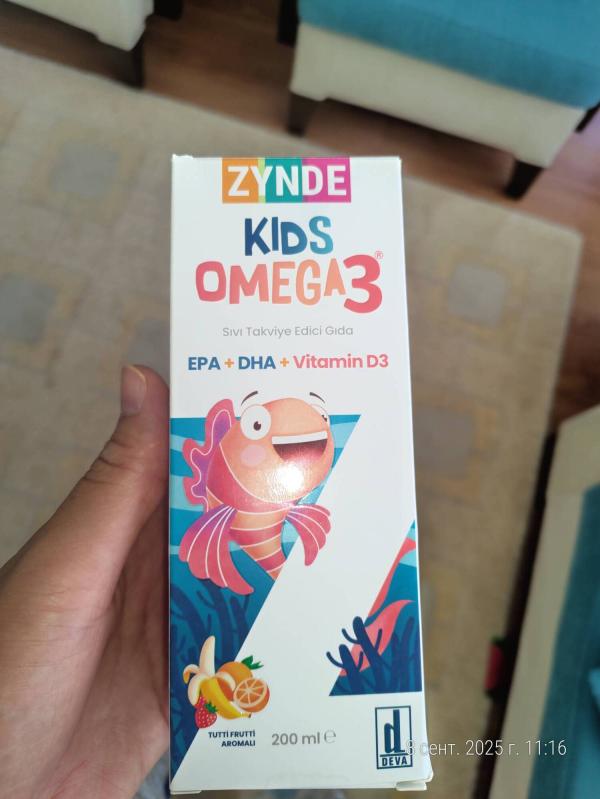 ZYNDE
KIDS
OMEGA3®
Sıvı Takviye Edici Gıda
EPA + DHA + Vitamin D3
TUTTİ FRUTTİ
AROMALI
200 ml ℮
d
DEVA
8 сент. 2025 г. 11:16